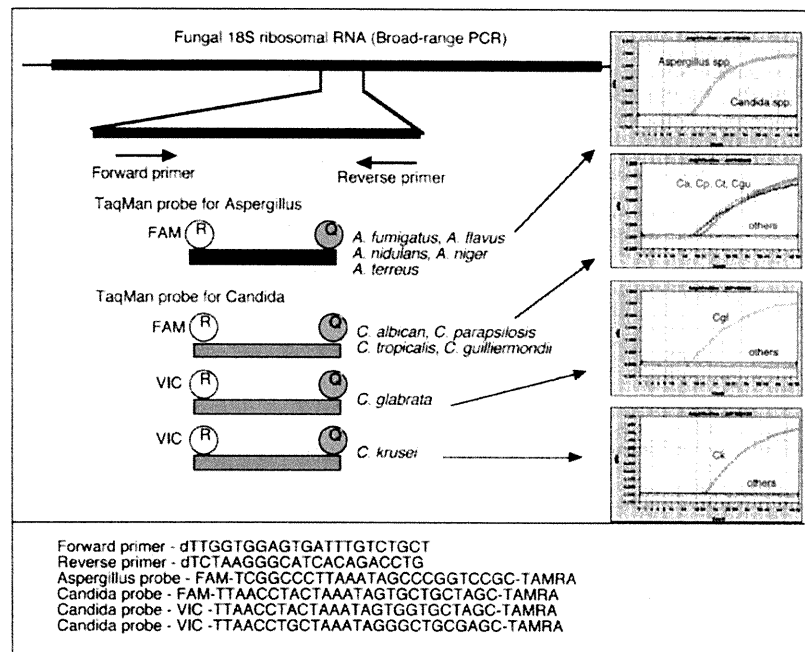 Fungal 18S ribosomal RNA (Broad-range PCR)
Forward primer
Reverse primer
TaqMan probe for Aspergillus
FAM
R
Q
A. fumigatus, A. flavus
A. nidulans, A. niger
A. terreus
TaqMan probe for Candida
FAM
R
Q
C. albican, C. parapsilosis
C. tropicalis, C. guilliermondii
VIC
R
Q
C. glabrata
VIC
R
Q
C. krusei
Aspergillus spp.
Candida spp.
Ca, Cp, Ct, Cgu
others
Cgl
others
Ck
others
Forward primer - dTTGGTGGAGTGATTTGTCTGCT
Reverse primer - dTCTAAGGGCATCACAGACCTG
Aspergillus probe - FAM-TCGGCCCTTAAATAGCCCGGTCCGC-TAMRA
Candida probe - FAM-TTAACCTACTAAATAGTGCTGCTAGC-TAMRA
Candida probe - VIC -TTAACCTACTAAATAGTGGTGCTAGC-TAMRA
Candida probe - VIC -TTAACCTGCTAAATAGGGCTGCGAGC-TAMRA